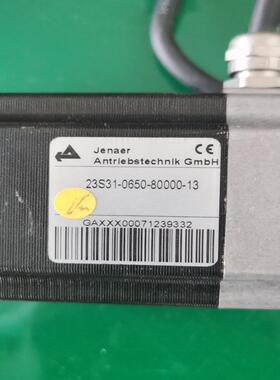 Jenaer
Antriebstechnik GmbH
CE
23S31-0650-80000-13
GAXXX00071239332